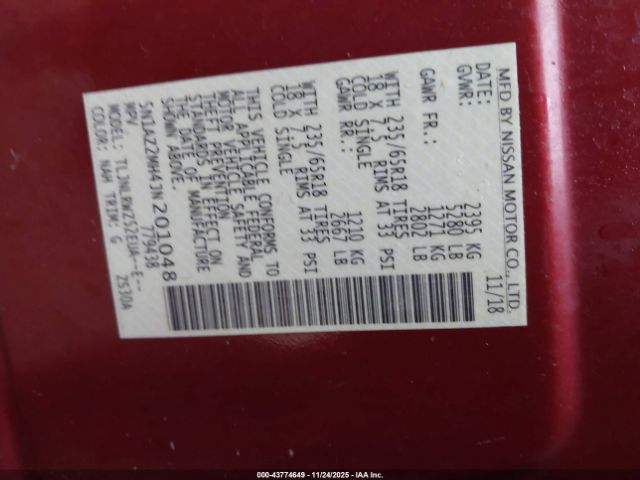 MFD BY NISSAN MOTOR CO., LTD.
DATE: 11/18
GVWR: 2395 KG
5280 LB
GAWR FR.: 1271 KG
2802 LB
WITH 235/65R18 TIRES
18 X 7.5 RIMS AT 33 PSI
COLD SINGLE
GAWR RR.: 1210 KG
2667 LB
WITH 235/65R18 TIRES
18 X 7.5 RIMS AT 33 PSI
COLD SINGLE
THIS VEHICLE CONFORMS TO
ALL APPLICABLE FEDERAL
MOTOR VEHICLE SAFETY AND
THEFT PREVENTION
STANDARDS IN EFFECT ON
THE DATE OF MANUFACTURE
SHOWN ABOVE.
5N1AZ2MH4JN201048
MPV 779438
MODEL: TLJNLRWZ52EUA--E--
COLOR: NAH TRIM: G ZS30A
000-43774649 - 11/24/2025 - IAA Inc.